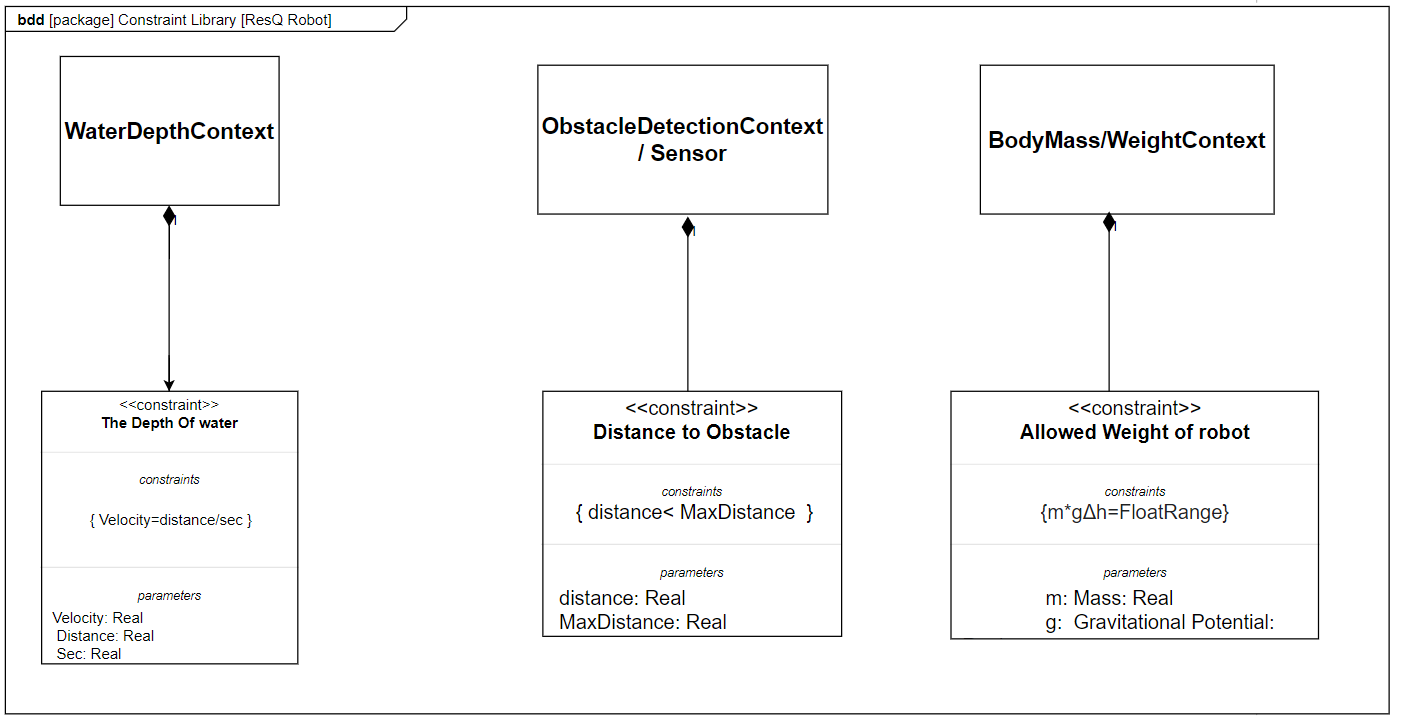 bdd [package] Constraint Library [ResQ Robot]
WaterDepthContext
1
<<constraint>>
The Depth Of water
constraints
{ Velocity=distance/sec }
parameters
Velocity: Real
Distance: Real
Sec: Real
ObstacleDetectionContext
/ Sensor
1
<<constraint>>
Distance to Obstacle
constraints
{ distance< MaxDistance }
parameters
distance: Real
MaxDistance: Real
BodyMass/WeightContext
1
<<constraint>>
Allowed Weight of robot
constraints
{m*gΔh=FloatRange}
parameters
m: Mass: Real
g: Gravitational Potential: